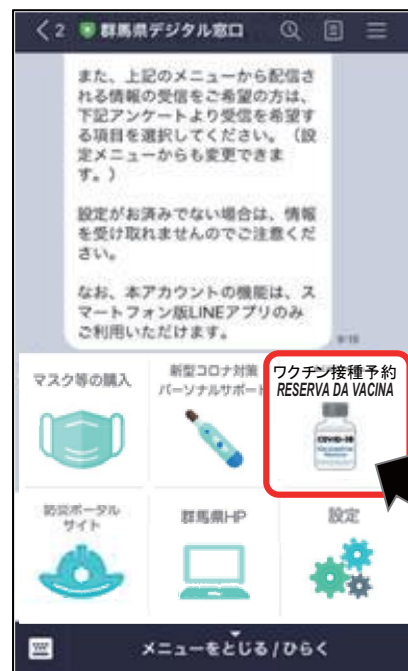 2 群馬県デジタル窓口
また、上記のメニューから配信さ
れる情報の受信をご希望の方は、
下記アンケートより受信を希望す
る項目を選択してください。（設
定メニューからも変更できま
す。）
設定がお済みでない場合は、情報
を受け取れませんのでご注意くだ
さい。
なお、本アカウントの機能は、ス
マートフォン版LINEアプリのみ
ご利用いただけます。
マスク等の購入
新型コロナ対策
パーソナルサポート
ワクチン接種予約
RESERVA DA VACINA
COVID-19
防災ポータル
サイト
群馬県HP
設定
メニューをとじる/ひらく